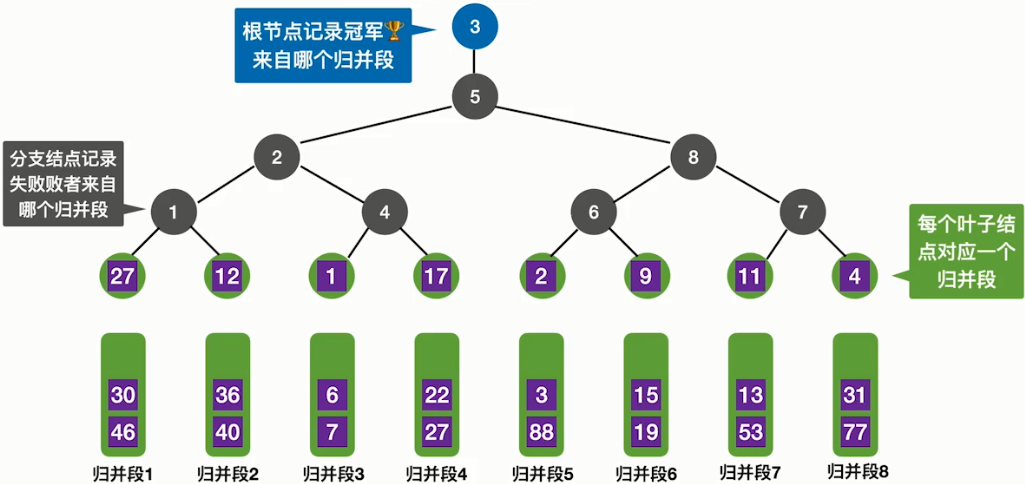 根节点记录冠军🏆
来自哪个归并段
3
5
2
8
分支结点记录
失败败者来自
哪个归并段
1
4
6
7
每个叶子结
点对应一个
归并段
27 12 1 17 2 9 11 4
30 36 6 22 3 15 13 31
46 40 7 27 88 19 53 77
归并段1 归并段2 归并段3 归并段4 归并段5 归并段6 归并段7 归并段8